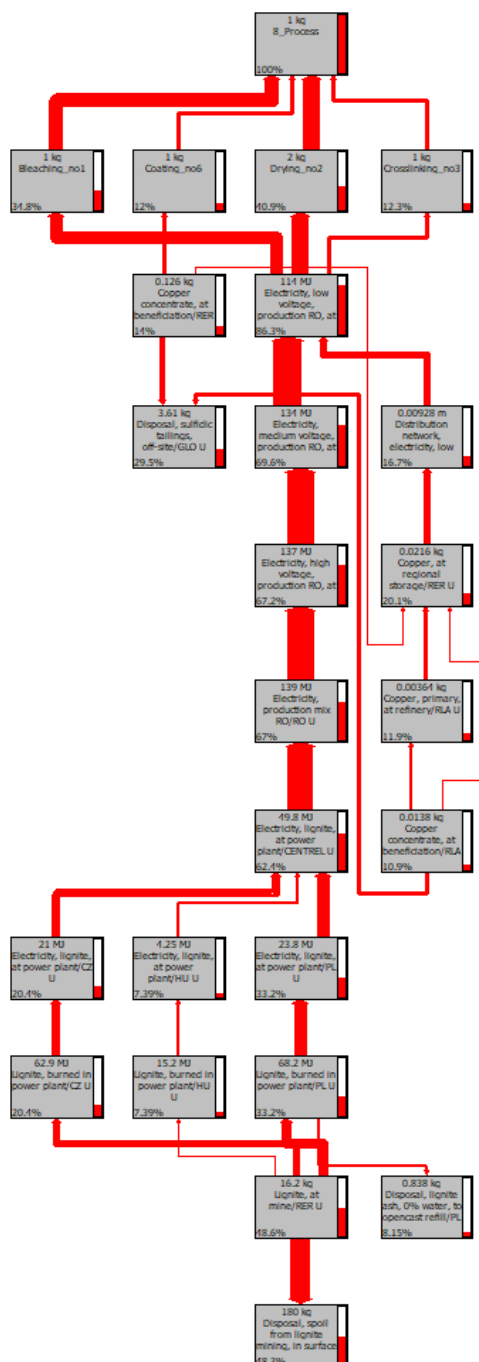 1 kg
8_Process
100%
1 kg
Bleaching_no1
34.8%
1 kg
Coating_no6
12%
2 kg
Drying_no2
40.9%
1 kg
Crosslinking_no3
12.3%
0.126 kg
Copper
concentrate, at
beneficiation/RER
14%
114 MJ
Electricity, low
voltage,
production RO, at
86.3%
3.61 kg
Disposal, sulfidic
tailings,
off-site/GLO U
29.5%
134 MJ
Electricity,
medium voltage,
production RO, at
69.6%
0.00928 m
Distribution
network,
electricity, low
16.7%
137 MJ
Electricity, high
voltage,
production RO, at
67.2%
0.0216 kg
Copper, at
regional
storage/RER U
20.1%
139 MJ
Electricity,
production mix
RO/RO U
67%
0.00364 kg
Copper, primary,
at refinery/RLA U
11.9%
49.8 MJ
Electricity, lignite,
at power
plant/CENTREL U
62.4%
0.0138 kg
Copper
concentrate, at
beneficiation/RLA
10.9%
21 MJ
Electricity, lignite,
at power plant/CZ
U
20.4%
4.25 MJ
Electricity, lignite,
at power
plant/HU U
7.39%
23.8 MJ
Electricity, lignite,
at power plant/PL
U
33.2%
62.9 MJ
Lignite, burned in
power plant/CZ U
20.4%
15.2 MJ
Lignite, burned in
power plant/HU
U
7.39%
68.2 MJ
Lignite, burned in
power plant/PL U
33.2%
16.2 kg
Lignite, at
mine/RER U
48.6%
0.838 kg
Disposal, lignite
ash, 0% water, to
opencast refill/PL
8.15%
180 kg
Disposal, spoil
from lignite
mining, in surface
48.3%